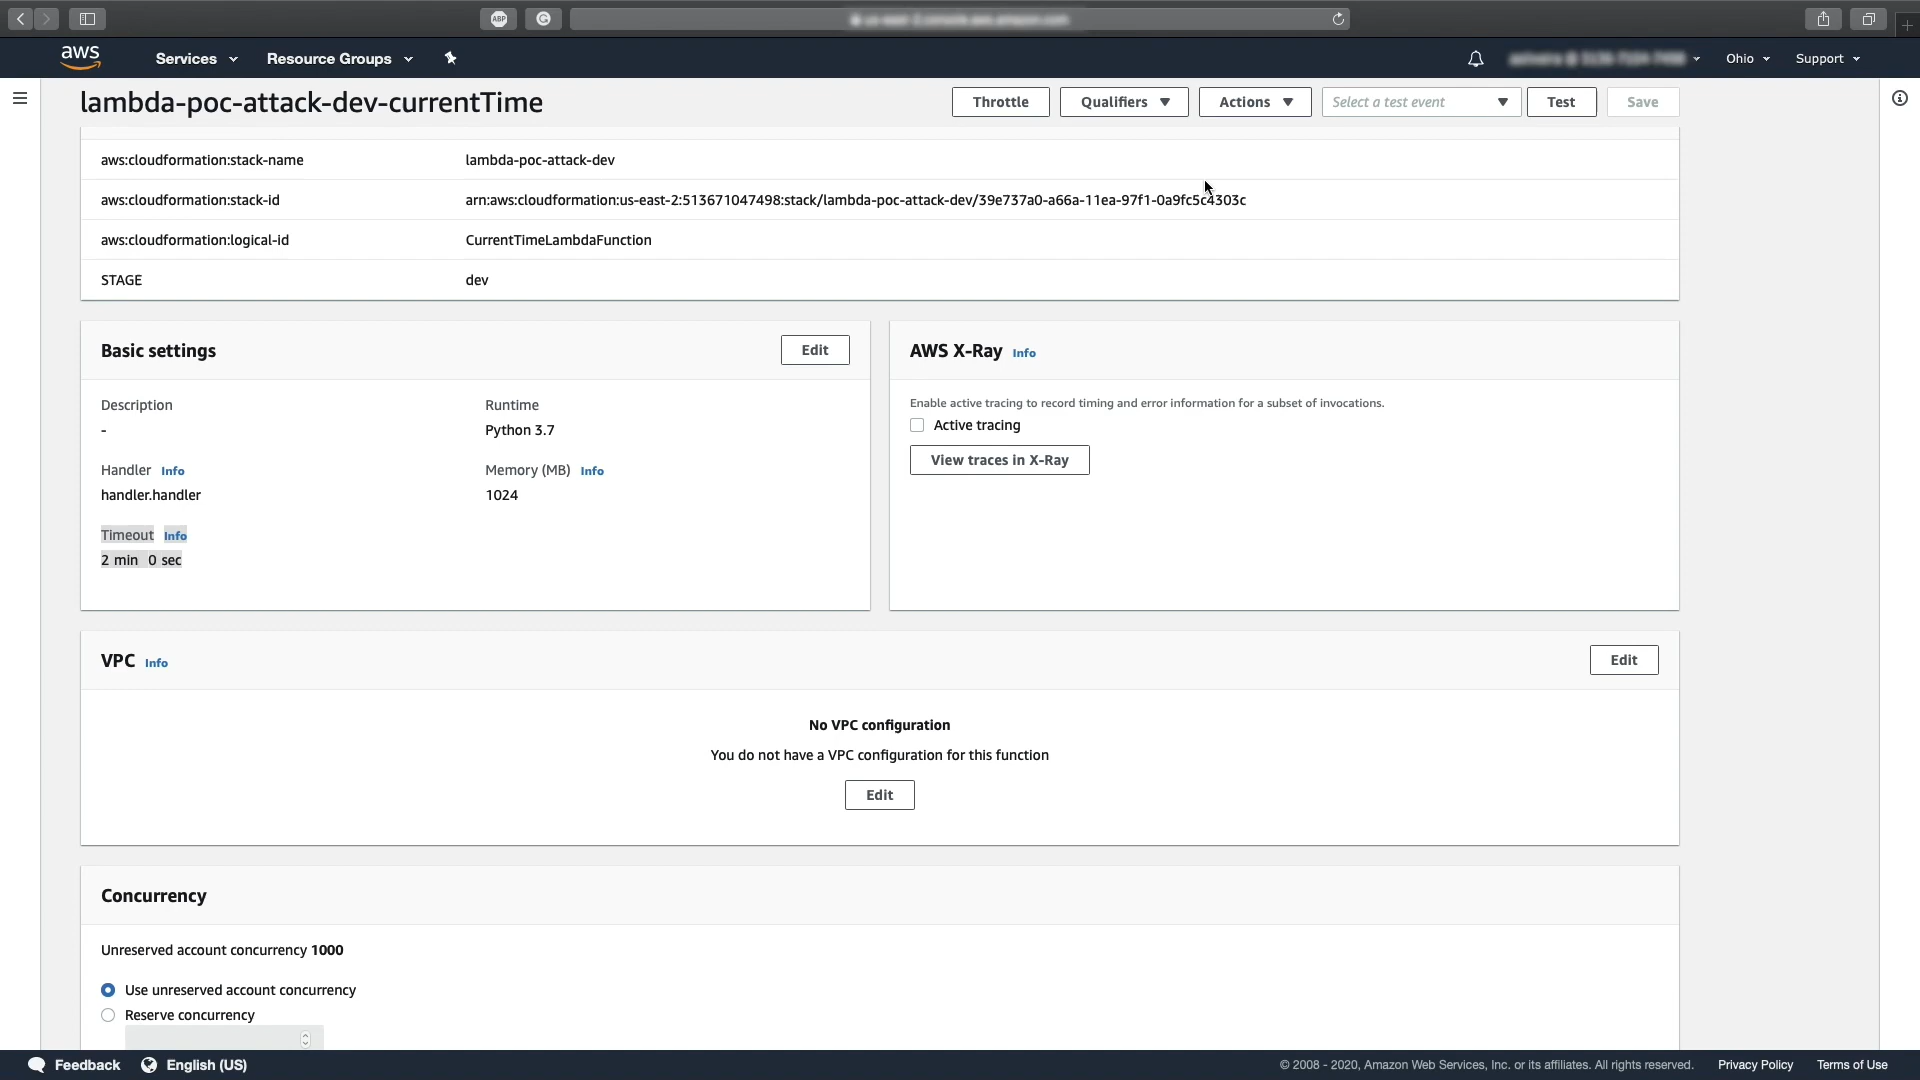 ABP
aws
Services
Resource Groups
Ohio
Support
lambda-poc-attack-dev-currentTime
Throttle
Qualifiers
Actions
Select a test event
Test
Save
aws:cloudformation:stack-name lambda-poc-attack-dev
aws:cloudformation:stack-id arn:aws:cloudformation:us-east-2:513671047498:stack/lambda-poc-attack-dev/39e737a0-a66a-11ea-97f1-0a9fc5c4303c
aws:cloudformation:logical-id CurrentTimeLambdaFunction
STAGE dev
Basic settings
Edit
Description
-
Runtime
Python 3.7
Handler Info
handler.handler
Memory (MB) Info
1024
Timeout Info
2 min 0 sec
AWS X-Ray Info
Enable active tracing to record timing and error information for a subset of invocations.
Active tracing
View traces in X-Ray
VPC Info
Edit
No VPC configuration
You do not have a VPC configuration for this function
Edit
Concurrency
Unreserved account concurrency 1000
Use unreserved account concurrency
Reserve concurrency
Feedback
English (US)
© 2008 - 2020, Amazon Web Services, Inc. or its affiliates. All rights reserved.
Privacy Policy
Terms of Use